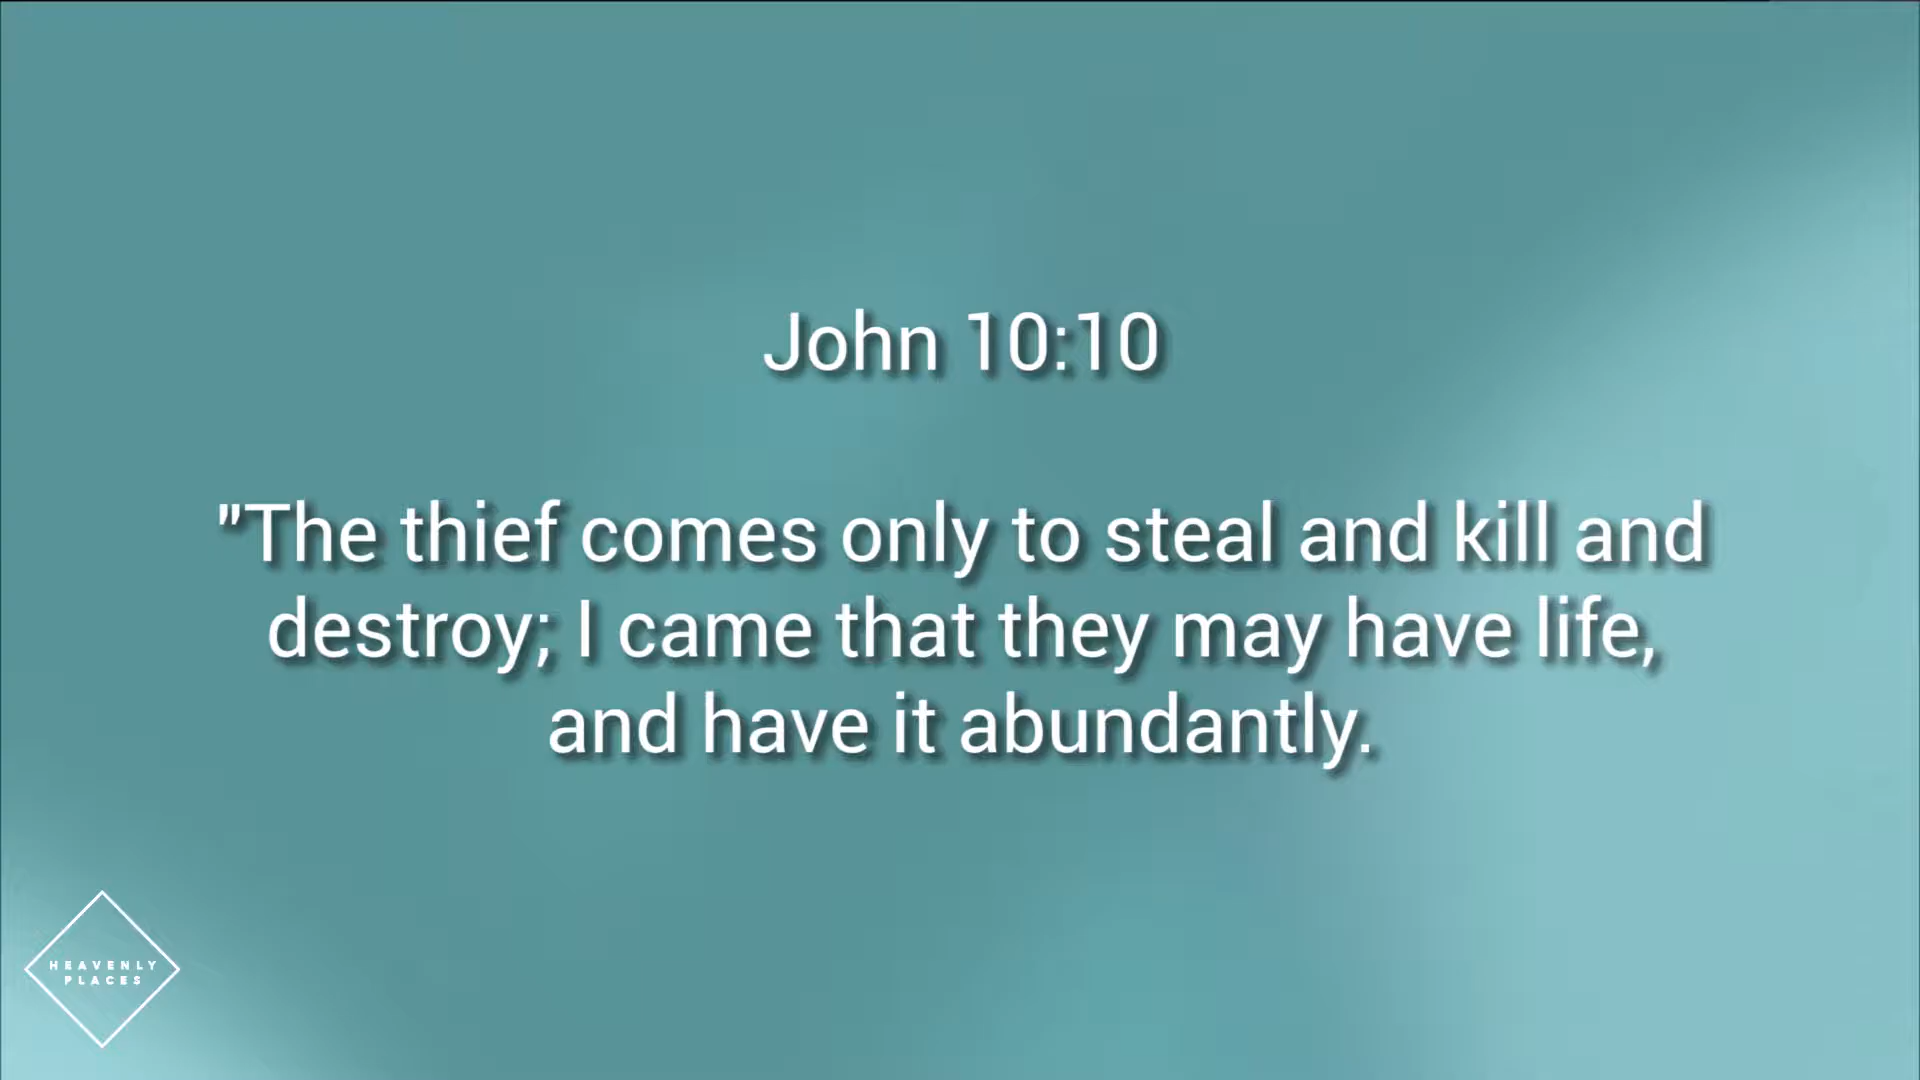 John 10:10
"The thief comes only to steal and kill and
destroy; I came that they may have life,
and have it abundantly.
HEAVENLY
PLACES